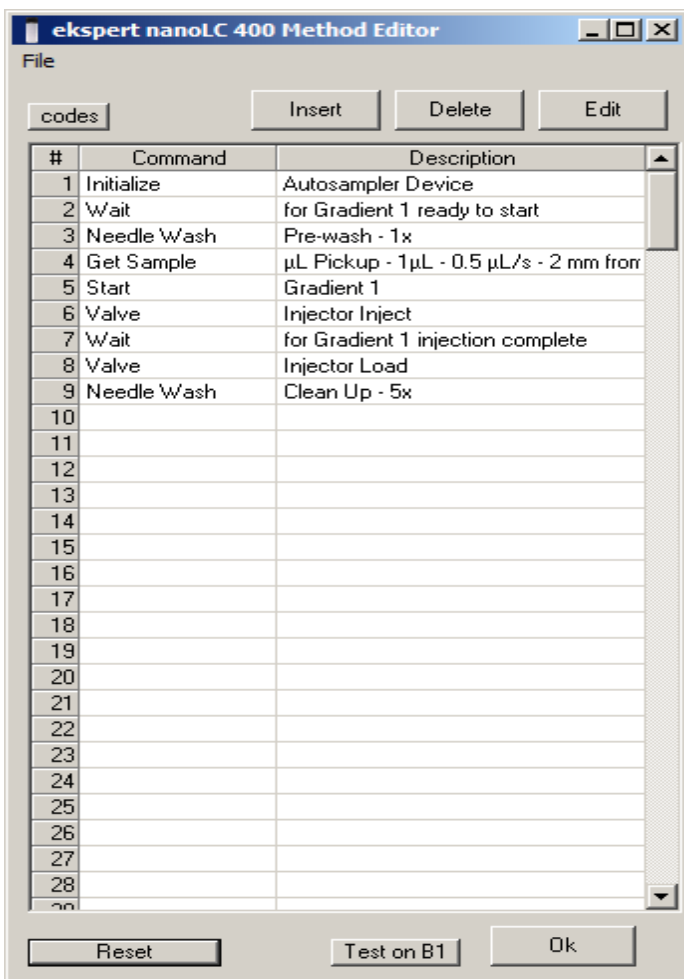 ekspert nanoLC 400 Method Editor
File
codes Insert Delete Edit
# Command Description
1 Initialize Autosampler Device
2 Wait for Gradient 1 ready to start
3 Needle Wash Pre-wash - 1x
4 Get Sample µL Pickup - 1µL - 0.5 µL/s - 2 mm from
5 Start Gradient 1
6 Valve Injector Inject
7 Wait for Gradient 1 injection complete
8 Valve Injector Load
9 Needle Wash Clean Up - 5x
10
11
12
13
14
15
16
17
18
19
20
21
22
23
24
25
26
27
28
Reset Test on B1 Ok